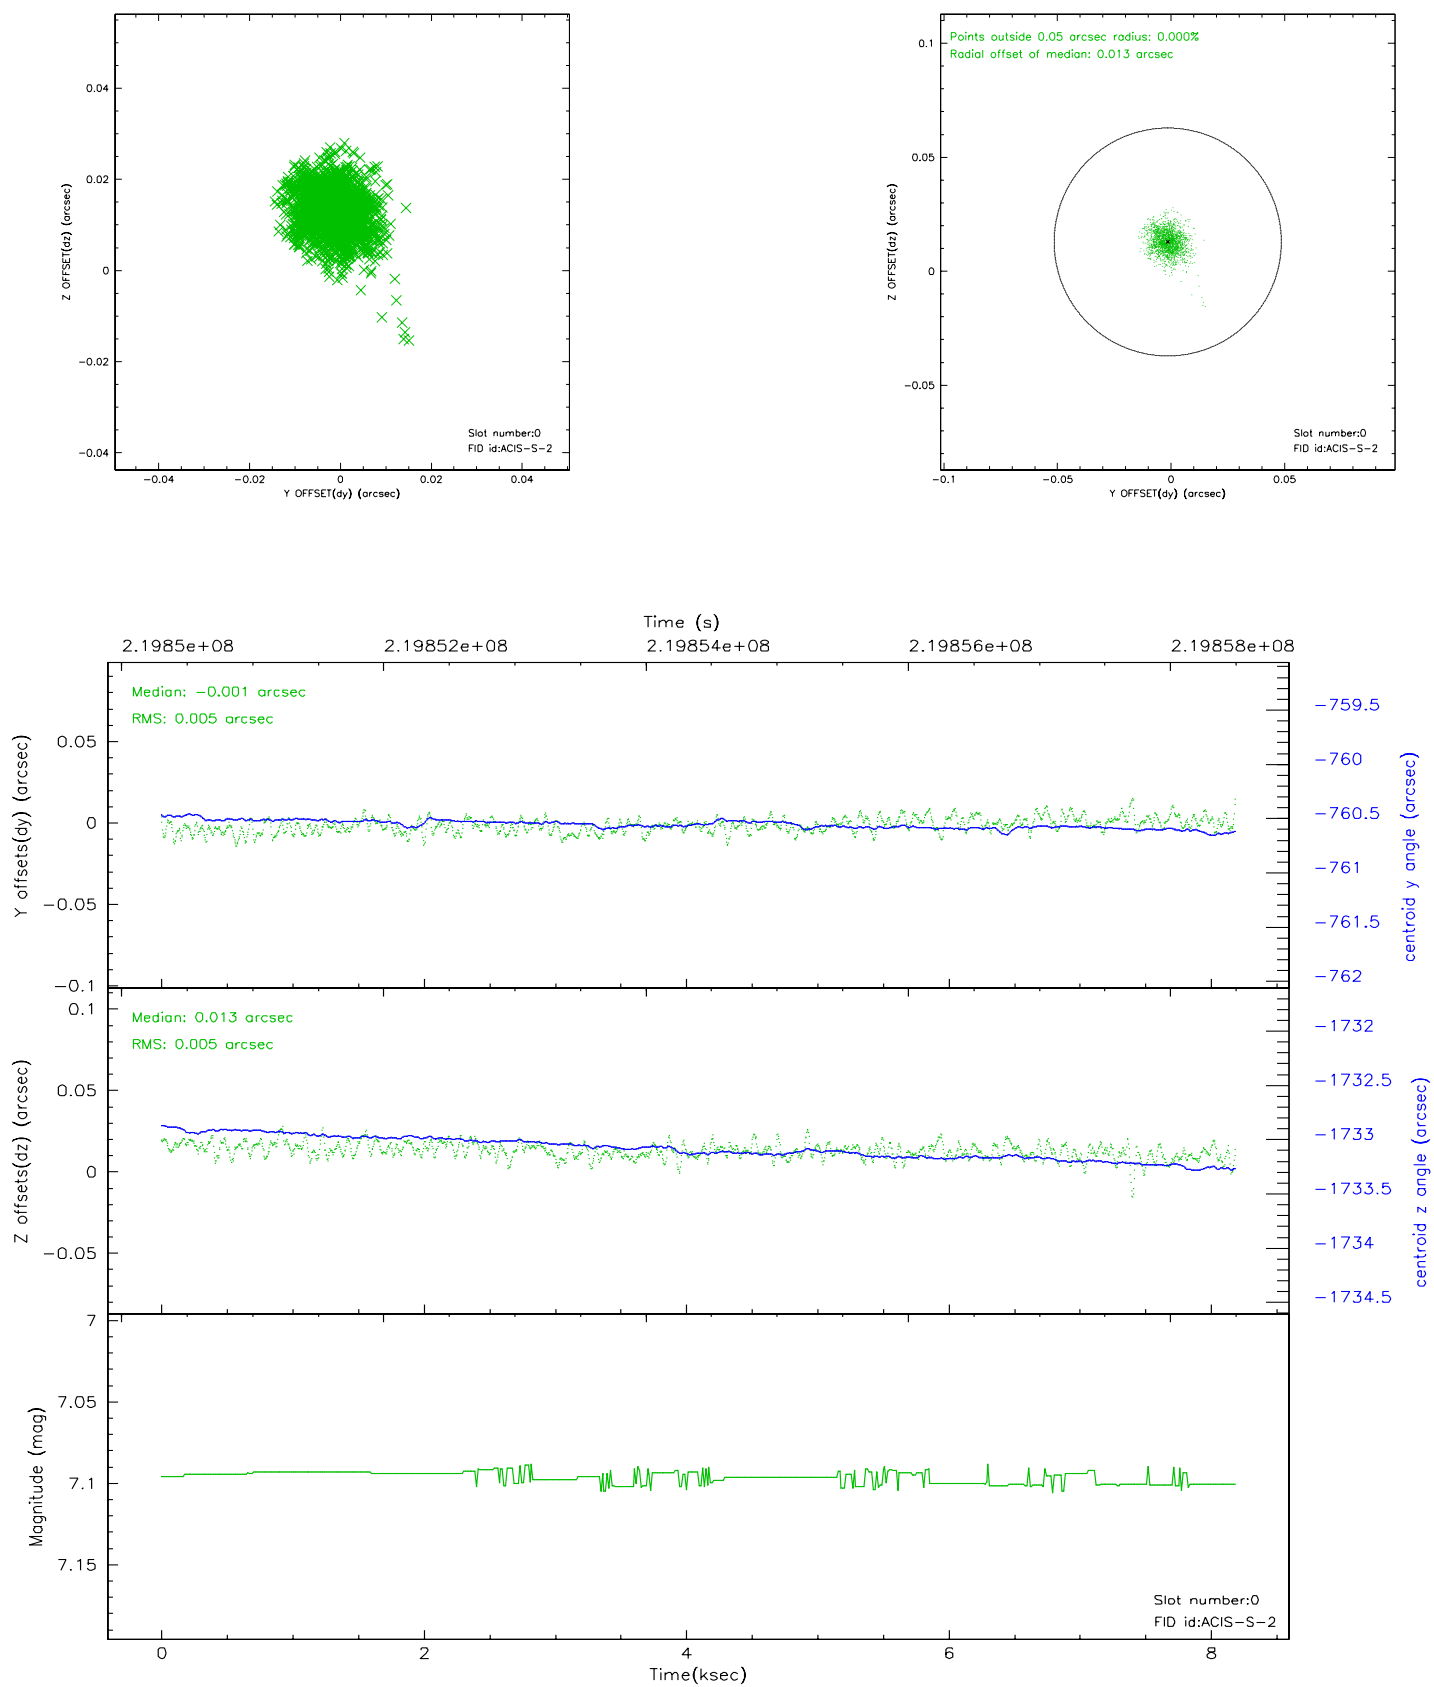 0.04
0.02
0
−0.02
−0.04
Z OFFSET(dz) (arcsec)
Slot number:0
FID id:ACIS−S−2
−0.04
−0.02
0
0.02
0.04
Y OFFSET(dy) (arcsec)
Points outside 0.05 arcsec radius: 0.000%
Radial offset of median: 0.013 arcsec
0.1
0.05
0
−0.05
Z OFFSET(dz) (arcsec)
Slot number:0
FID id:ACIS−S−2
−0.1
−0.05
0
0.05
Y OFFSET(dy) (arcsec)
Time (s)
2.1985e+08
2.19852e+08
2.19854e+08
2.19856e+08
2.19858e+08
Median: −0.001 arcsec
RMS: 0.005 arcsec
0.05
0
−0.05
−0.1
Y offsets(dy) (arcsec)
−759.5
−760
−760.5
−761
−761.5
−762
centroid y angle (arcsec)
Median: 0.013 arcsec
RMS: 0.005 arcsec
0.1
0.05
0
−0.05
Z offsets(dz) (arcsec)
−1732
−1732.5
−1733
−1733.5
−1734
−1734.5
centroid z angle (arcsec)
7
7.05
7.1
7.15
Magnitude (mag)
Slot number:0
FID id:ACIS−S−2
0
2
4
6
8
Time(ksec)